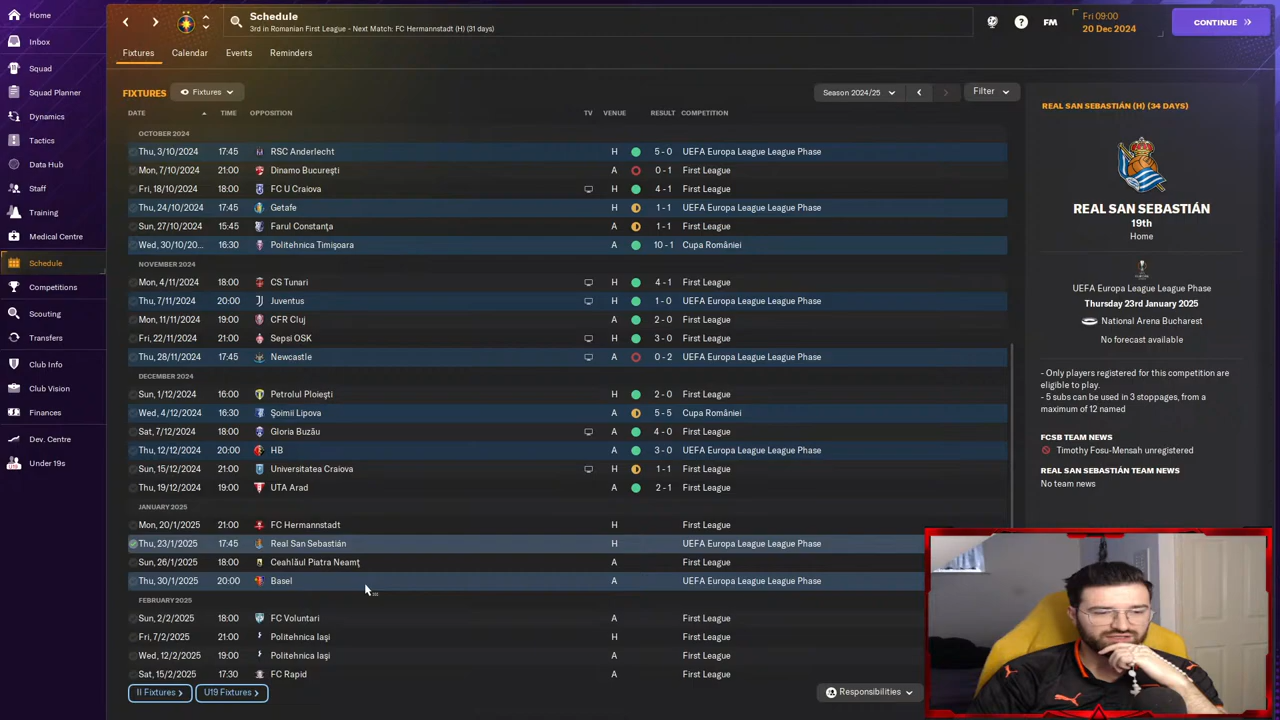 Home
Inbox
Squad
Squad Planner
Dynamics
Tactics
Data Hub
Staff
Training
Medical Centre
Schedule
Competitions
Scouting
Transfers
Club Info
Club Vision
Finances
Dev. Centre
Under 19s
Schedule
3rd in Romanian First League - Next Match: FC Hermannstadt (H) (31 days)
? FM
Fri 09:00
20 Dec 2024
CONTINUE
Fixtures Calendar Events Reminders
FIXTURES Fixtures Season 2024/25 Filter
DATE TIME OPPOSITION TV VENUE RESULT COMPETITION
OCTOBER 2024
Thu, 3/10/2024 17:45 RSC Anderlecht H 5 - 0 UEFA Europa League League Phase
Mon, 7/10/2024 21:00 Dinamo Bucureşti A 0 - 1 First League
Fri, 18/10/2024 18:00 FC U Craiova H 4 - 1 First League
Thu, 24/10/2024 17:45 Getafe H 1 - 1 UEFA Europa League League Phase
Sun, 27/10/2024 15:45 Farul Constanţa A 1 - 1 First League
Wed, 30/10/20... 16:30 Politehnica Timişoara A 10 - 1 Cupa României
NOVEMBER 2024
Mon, 4/11/2024 18:00 CS Tunari H 4 - 1 First League
Thu, 7/11/2024 20:00 Juventus H 1 - 0 UEFA Europa League League Phase
Mon, 11/11/2024 19:00 CFR Cluj A 2 - 0 First League
Fri, 22/11/2024 21:00 Sepsi OSK H 3 - 0 First League
Thu, 28/11/2024 17:45 Newcastle A 0 - 2 UEFA Europa League League Phase
DECEMBER 2024
Sun, 1/12/2024 16:00 Petrolul Ploieşti H 2 - 0 First League
Wed, 4/12/2024 16:30 Şoimii Lipova A 5 - 5 Cupa României
Sat, 7/12/2024 18:00 Gloria Buzău A 4 - 0 First League
Thu, 12/12/2024 20:00 HB A 3 - 0 UEFA Europa League League Phase
Sun, 15/12/2024 21:00 Universitatea Craiova H 1 - 1 First League
Thu, 19/12/2024 19:00 UTA Arad A 2 - 1 First League
JANUARY 2025
Mon, 20/1/2025 21:00 FC Hermannstadt H First League
Thu, 23/1/2025 17:45 Real San Sebastián H UEFA Europa League League Phase
Sun, 26/1/2025 18:00 Ceahlăul Piatra Neamţ A First League
Thu, 30/1/2025 20:00 Basel A UEFA Europa League League Phase
FEBRUARY 2025
Sun, 2/2/2025 18:00 FC Voluntari A First League
Fri, 7/2/2025 21:00 Politehnica Iaşi H First League
Wed, 12/2/2025 19:00 Politehnica Iaşi A First League
Sat, 15/2/2025 17:30 FC Rapid A First League
II Fixtures U19 Fixtures Responsibilities
REAL SAN SEBASTIÁN (H) (34 DAYS)
REAL SAN SEBASTIÁN
19th
Home
UEFA Europa League League Phase
Thursday 23rd January 2025
National Arena Bucharest
No forecast available
- Only players registered for this competition are
eligible to play.
- 5 subs can be used in 3 stoppages, from a
maximum of 12 named
FCSB TEAM NEWS
Timothy Fosu-Mensah unregistered
REAL SAN SEBASTIÁN TEAM NEWS
No team news